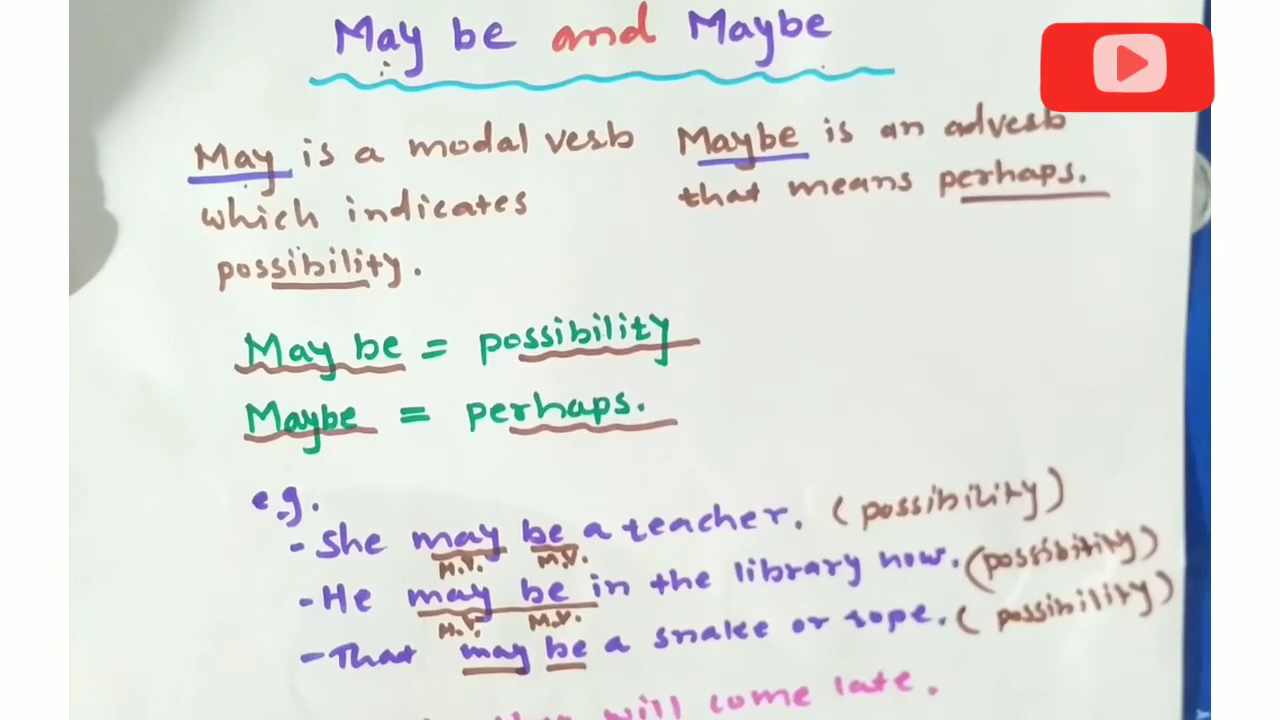 May be and Maybe
May is a modal verb
which indicates
possibility.
Maybe is an adverb
that means perhaps.
May be = possibility
Maybe = perhaps.
e.g.
- She may be a teacher. (possibility)
M.V. M.V.
- He may be in the library now. (possibility)
M.V. M.V.
- That may be a snake or rope. (possibility)
will come late.